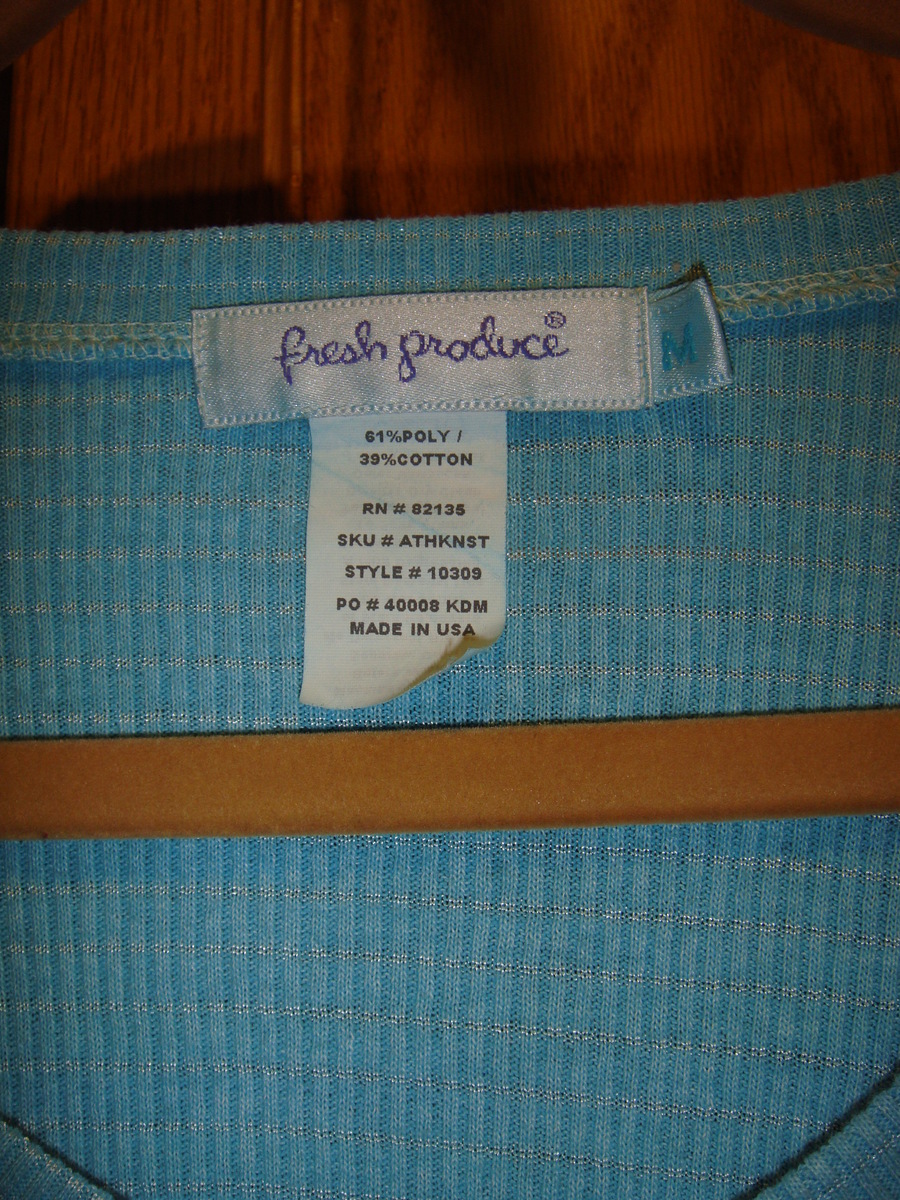 fresh produce®
M
61%POLY /
39%COTTON
RN # 82135
SKU # ATHKNST
STYLE # 10309
PO # 40008 KDM
MADE IN USA